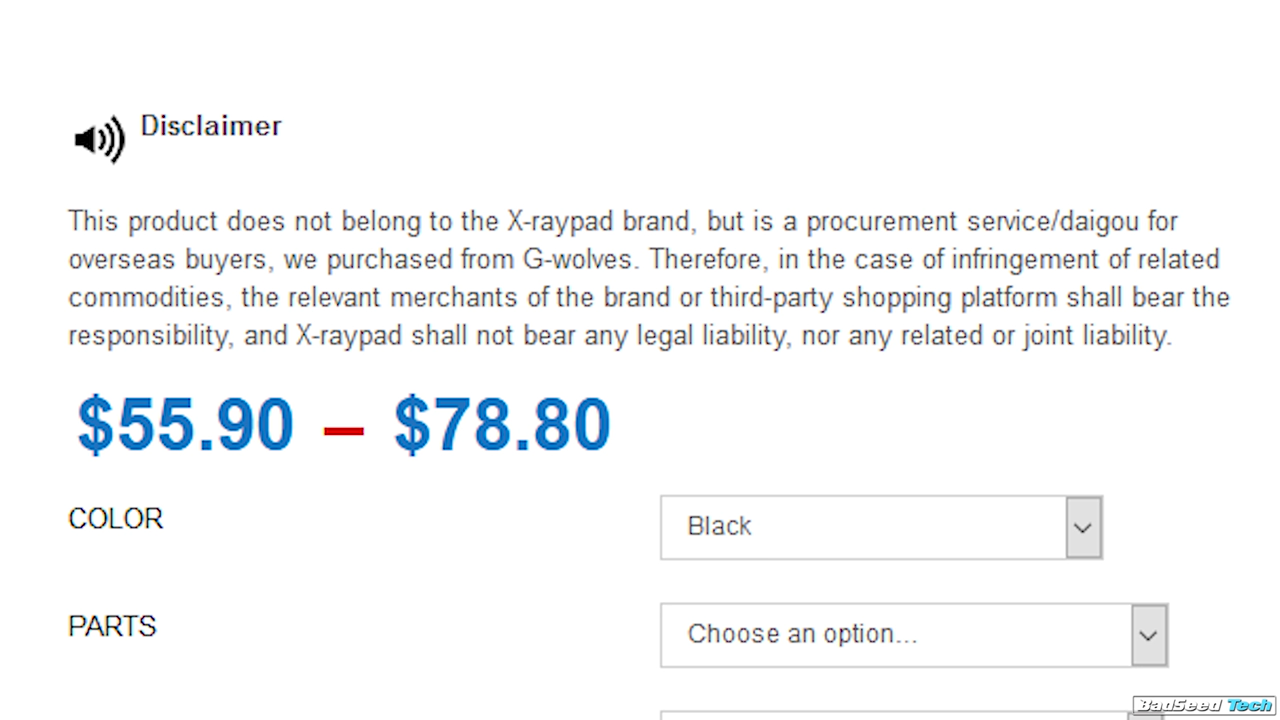 Disclaimer
This product does not belong to the X-raypad brand, but is a procurement service/daigou for
overseas buyers, we purchased from G-wolves. Therefore, in the case of infringement of related
commodities, the relevant merchants of the brand or third-party shopping platform shall bear the
responsibility, and X-raypad shall not bear any legal liability, nor any related or joint liability.
$55.90 – $78.80
COLOR Black
PARTS Choose an option...
BadSeed Tech